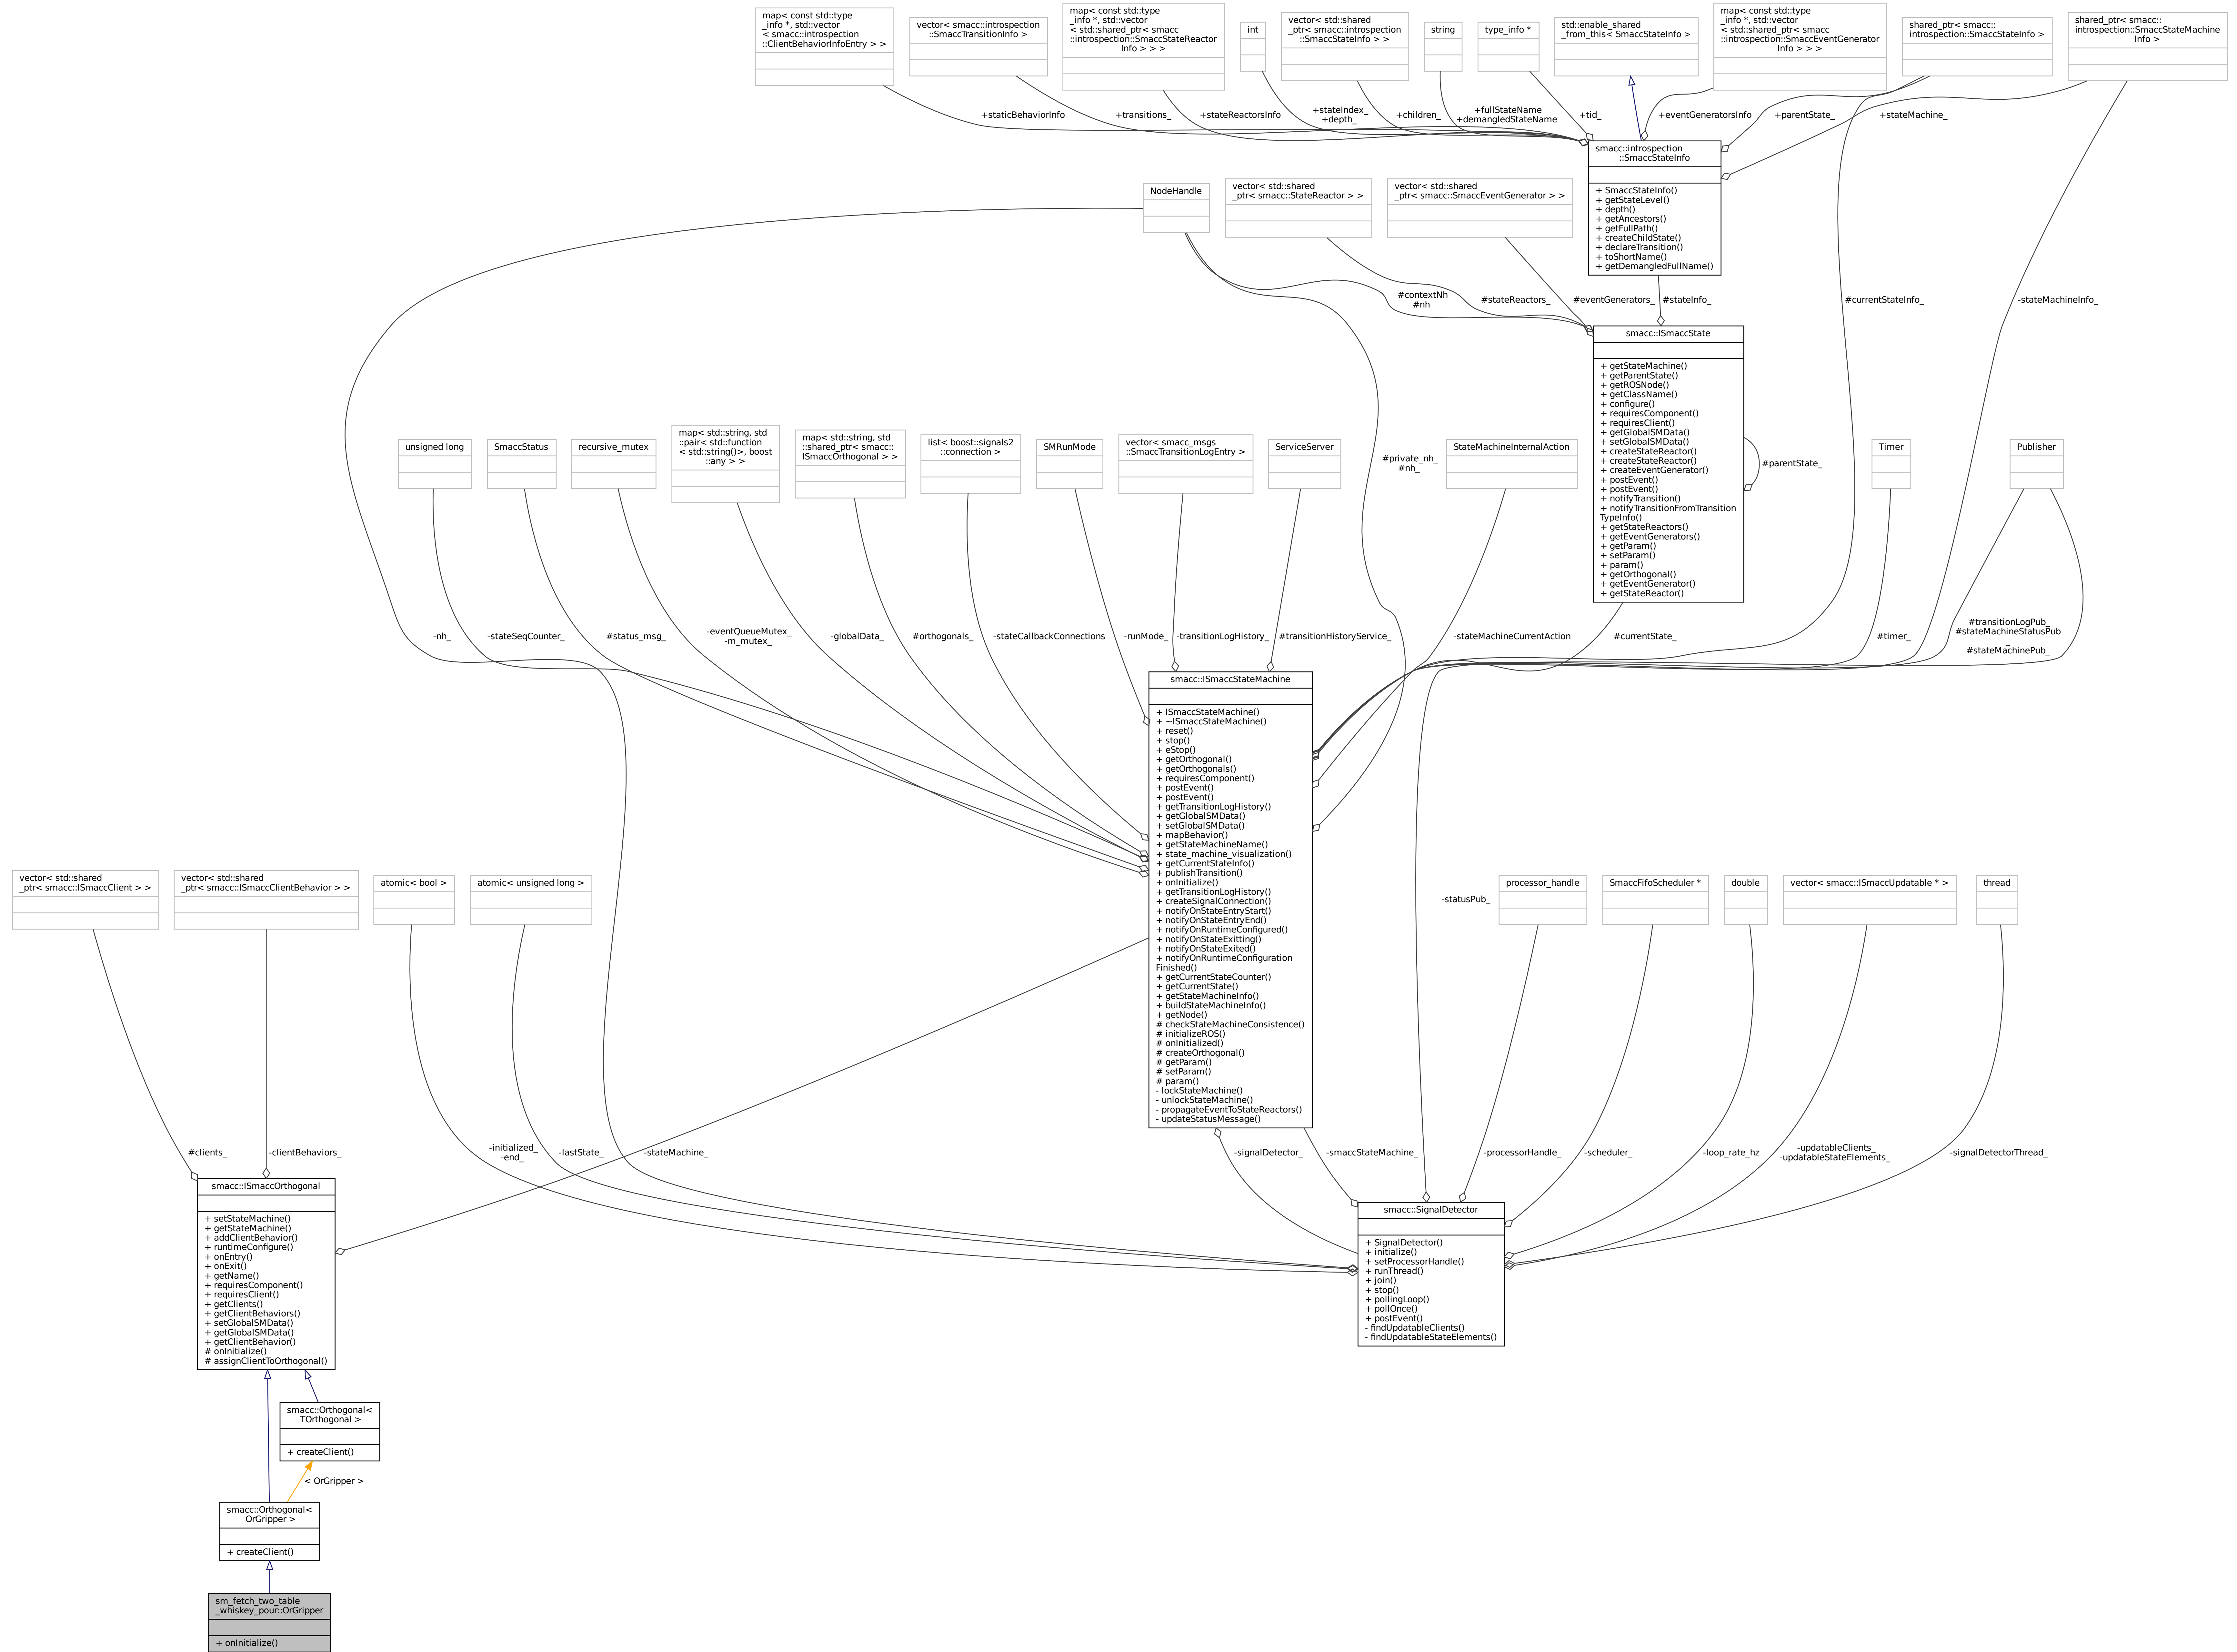 map< const std::type
_info *, std::vector
< smacc::introspection
::ClientBehaviorInfoEntry > >
vector< smacc::introspection
::SmaccTransitionInfo >
map< const std::type
_info *, std::vector
< std::shared_ptr< smacc
::introspection::SmaccStateReactor
Info > > >
int
vector< std::shared
_ptr< smacc::introspection
::SmaccStateInfo > >
string
type_info *
std::enable_shared
_from_this< SmaccStateInfo >
map< const std::type
_info *, std::vector
< std::shared_ptr< smacc
::introspection::SmaccEventGenerator
Info > > >
shared_ptr< smacc::
introspection::SmaccStateInfo >
shared_ptr< smacc::
introspection::SmaccStateMachine
Info >
+staticBehaviorInfo
+transitions_
+stateReactorsInfo
+stateIndex_
+depth_
+children_
+fullStateName
+demangledStateName
+tid_
+eventGeneratorsInfo
+parentState_
+stateMachine_
smacc::introspection
::SmaccStateInfo
+ SmaccStateInfo()
+ getStateLevel()
+ depth()
+ getAncestors()
+ getFullPath()
+ createChildState()
+ declareTransition()
+ toShortName()
+ getDemangledFullName()
NodeHandle
vector< std::shared
_ptr< smacc::StateReactor > >
vector< std::shared
_ptr< smacc::SmaccEventGenerator > >
#contextNh
#nh
#stateReactors_
#eventGenerators_
#stateInfo_
#currentStateInfo_
-stateMachineInfo_
smacc::ISmaccState
+ getStateMachine()
+ getParentState()
+ getROSNode()
+ getClassName()
+ configure()
+ requiresComponent()
+ requiresClient()
+ getGlobalSMData()
+ setGlobalSMData()
+ createStateReactor()
+ createStateReactor()
+ createEventGenerator()
+ postEvent()
+ postEvent()
+ notifyTransition()
+ notifyTransitionFromTransition
TypeInfo()
+ getStateReactors()
+ getEventGenerators()
+ getParam()
+ setParam()
+ param()
+ getOrthogonal()
+ getEventGenerator()
+ getStateReactor()
#parentState_
unsigned long
SmaccStatus
recursive_mutex
map< std::string, std
::pair< std::function
< std::string()>, boost
::any > >
map< std::string, std
::shared_ptr< smacc::
ISmaccOrthogonal > >
list< boost::signals2
::connection >
SMRunMode
vector< smacc_msgs
::SmaccTransitionLogEntry >
ServiceServer
#private_nh_
#nh_
StateMachineInternalAction
Timer
Publisher
-nh_
-stateSeqCounter_
#status_msg_
-eventQueueMutex_
-m_mutex_
-globalData_
#orthogonals_
-stateCallbackConnections
-runMode_
-transitionLogHistory_
#transitionHistoryService_
-stateMachineCurrentAction
#currentState_
#timer_
#transitionLogPub_
#stateMachineStatusPub
_
#stateMachinePub_
smacc::ISmaccStateMachine
+ ISmaccStateMachine()
+ ~ISmaccStateMachine()
+ reset()
+ stop()
+ eStop()
+ getOrthogonal()
+ getOrthogonals()
+ requiresComponent()
+ postEvent()
+ postEvent()
+ getTransitionLogHistory()
+ getGlobalSMData()
+ setGlobalSMData()
+ mapBehavior()
+ getStateMachineName()
+ state_machine_visualization()
+ getCurrentStateInfo()
+ publishTransition()
+ onInitialize()
+ getTransitionLogHistory()
+ createSignalConnection()
+ notifyOnStateEntryStart()
+ notifyOnStateEntryEnd()
+ notifyOnRuntimeConfigured()
+ notifyOnStateExitting()
+ notifyOnStateExited()
+ notifyOnRuntimeConfiguration
Finished()
+ getCurrentStateCounter()
+ getCurrentState()
+ getStateMachineInfo()
+ buildStateMachineInfo()
+ getNode()
# checkStateMachineConsistence()
# initializeROS()
# onInitialized()
# createOrthogonal()
# getParam()
# setParam()
# param()
- lockStateMachine()
- unlockStateMachine()
- propagateEventToStateReactors()
- updateStatusMessage()
vector< std::shared
_ptr< smacc::ISmaccClient > >
vector< std::shared
_ptr< smacc::ISmaccClientBehavior > >
atomic< bool >
atomic< unsigned long >
-statusPub_
processor_handle
SmaccFifoScheduler *
double
vector< smacc::ISmaccUpdatable * >
thread
#clients_
-clientBehaviors_
-initialized_
-end_
-lastState_
-stateMachine_
-signalDetector_
-smaccStateMachine_
-processorHandle_
-scheduler_
-loop_rate_hz
-updatableClients_
-updatableStateElements_
-signalDetectorThread_
smacc::ISmaccOrthogonal
+ setStateMachine()
+ getStateMachine()
+ addClientBehavior()
+ runtimeConfigure()
+ onEntry()
+ onExit()
+ getName()
+ requiresComponent()
+ requiresClient()
+ getClients()
+ getClientBehaviors()
+ setGlobalSMData()
+ getGlobalSMData()
+ getClientBehavior()
# onInitialize()
# assignClientToOrthogonal()
smacc::SignalDetector
+ SignalDetector()
+ initialize()
+ setProcessorHandle()
+ runThread()
+ join()
+ stop()
+ pollingLoop()
+ pollOnce()
+ postEvent()
- findUpdatableClients()
- findUpdatableStateElements()
smacc::Orthogonal<
TOrthogonal >
+ createClient()
< OrGripper >
smacc::Orthogonal<
OrGripper >
+ createClient()
sm_fetch_two_table
_whiskey_pour::OrGripper
+ onInitialize()